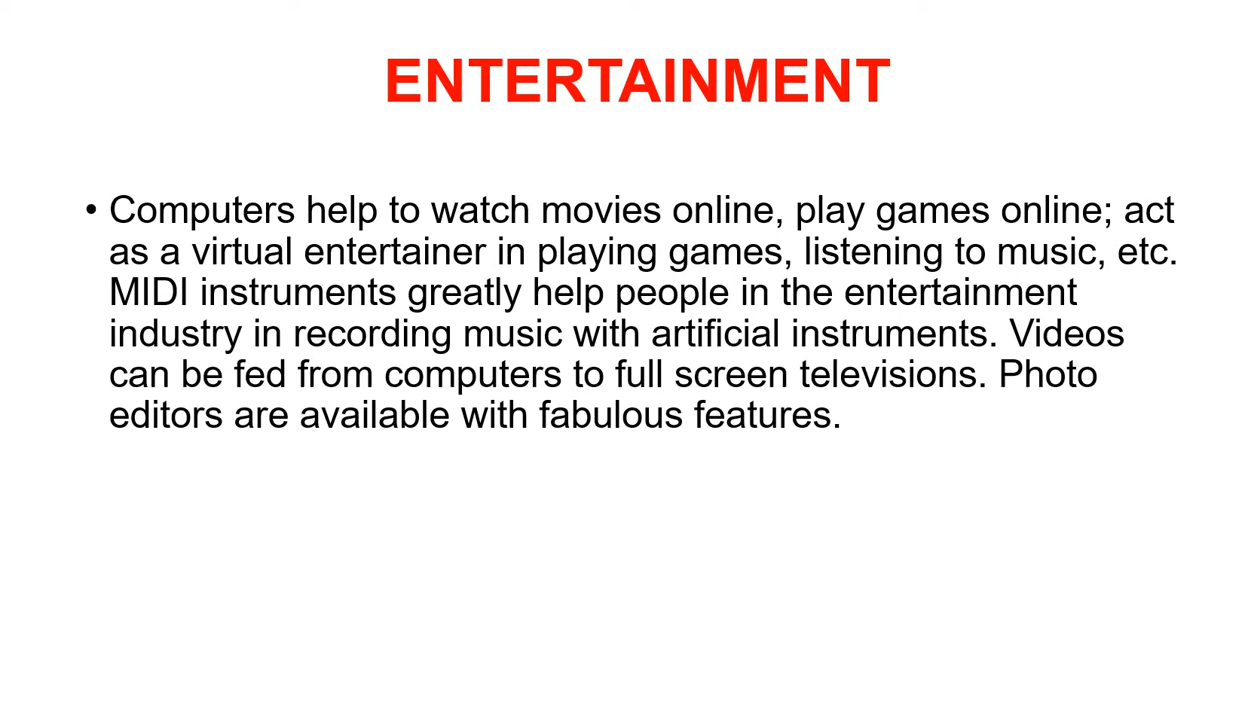 ENTERTAINMENT
• Computers help to watch movies online, play games online; act
as a virtual entertainer in playing games, listening to music, etc.
MIDI instruments greatly help people in the entertainment
industry in recording music with artificial instruments. Videos
can be fed from computers to full screen televisions. Photo
editors are available with fabulous features.